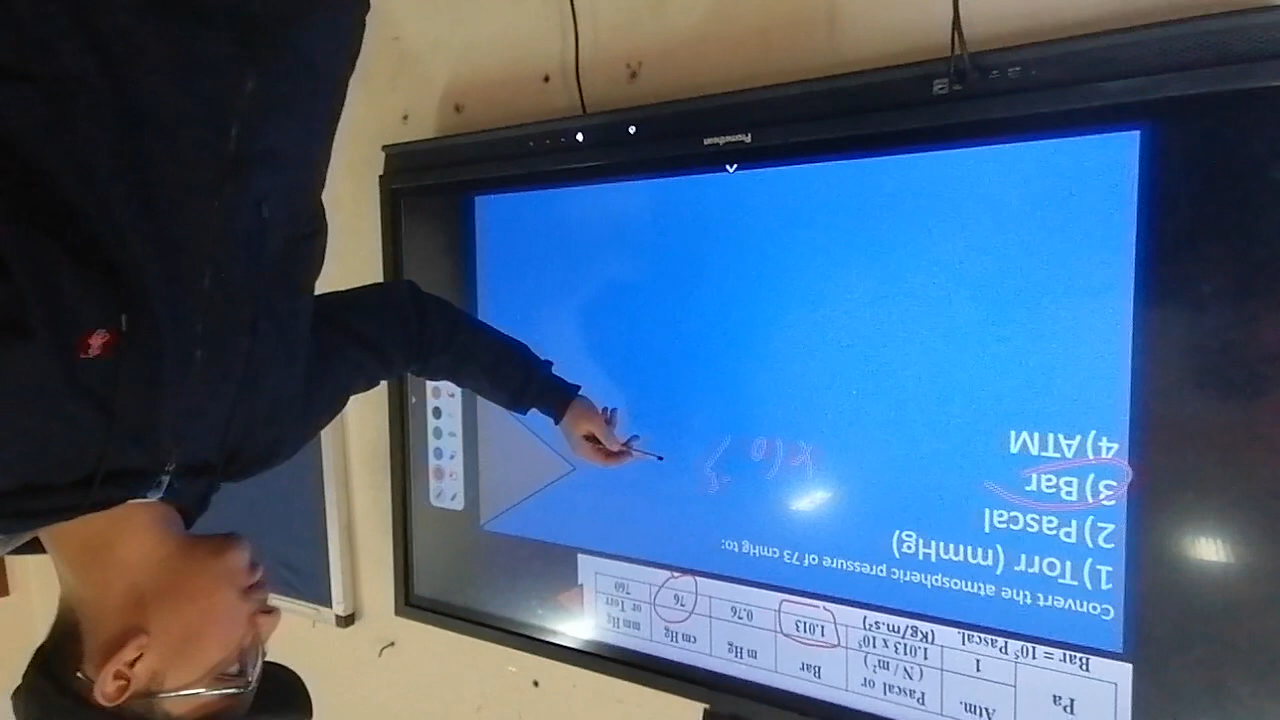 Pa
Atm.
Pascal or
(N / m²)
Bar
m Hg
cm Hg
mm Hg
or Torr
Bar = 10⁵ Pascal.
1
1.013 x 10⁵
(Kg/m.s²)
1.013
0.76
76
760
Convert the atmospheric pressure of 73 cmHg to:
1) Torr (mmHg)
2) Pascal
3) Bar
4) ATM
Promethean